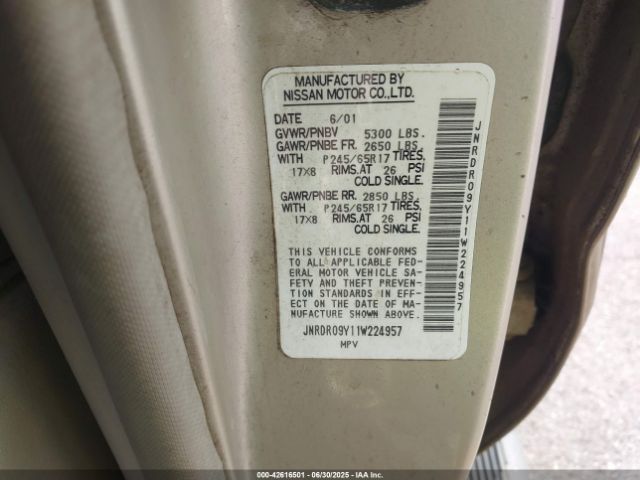 MANUFACTURED BY
NISSAN MOTOR CO.,LTD.
DATE 6/01
GVWR/PNBV 5300 LBS.
GAWR/PNBE FR. 2650 LBS.
WITH P245/65R17 TIRES.
17X8 RIMS.AT 26 PSI
COLD SINGLE.
GAWR/PNBE RR. 2850 LBS.
WITH P245/65R17 TIRES.
17X8 RIMS.AT 26 PSI
COLD SINGLE.
THIS VEHICLE CONFORMS
TO ALL APPLICABLE FED-
ERAL MOTOR VEHICLE SA-
FETY AND THEFT PREVEN-
TION STANDARDS IN EFF-
ECT ON THE DATE OF MA-
NUFACTURE SHOWN ABOVE.
JNRDR09Y11W224957
MPV
JNRDR09Y11W224957
000-42616501 - 06/30/2025 - IAA Inc.